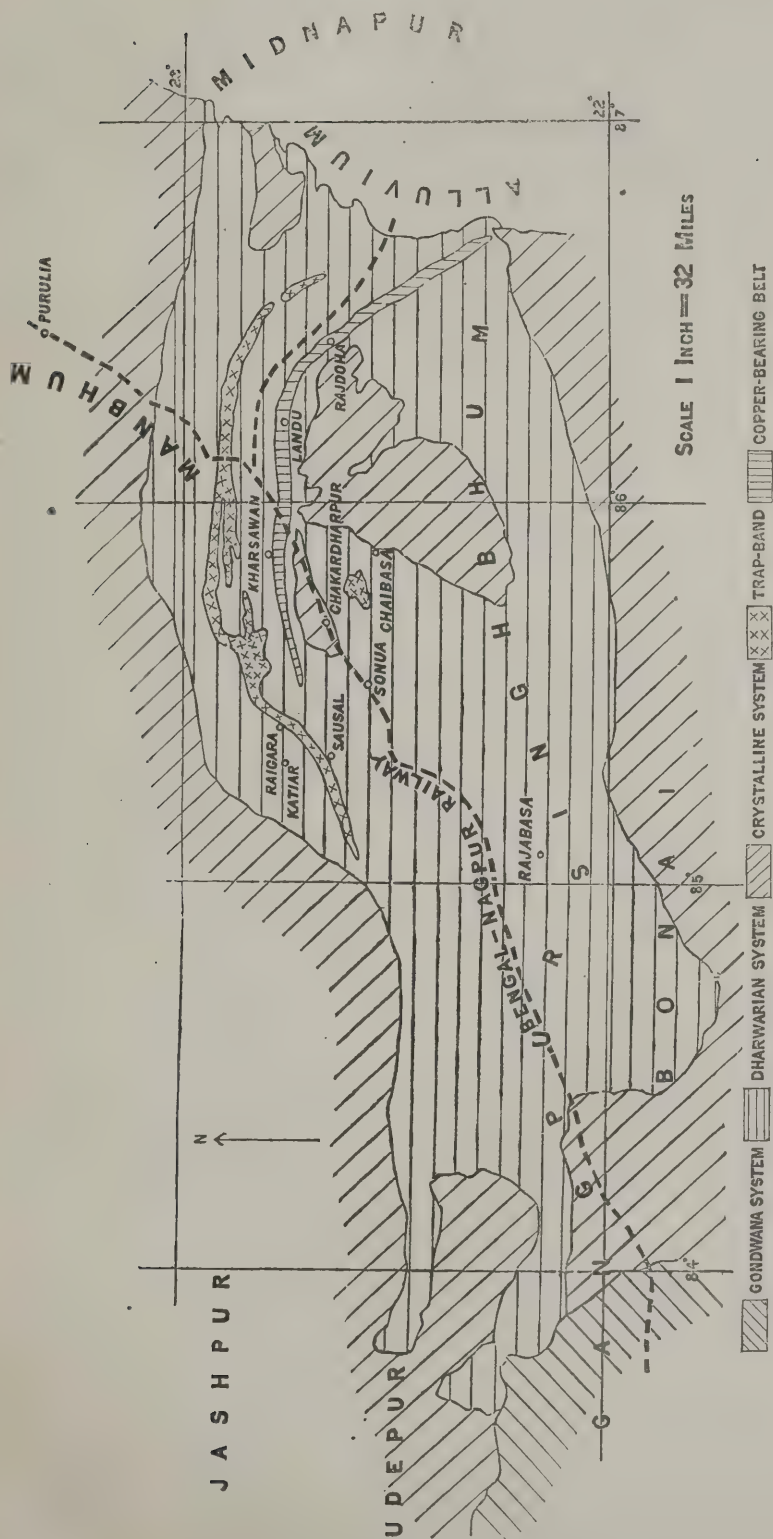 MIDNAPUR
ALLUVIUM
MANBHUM
PURULIA
JASHPUR
UDEPUR
N
23°
22°
87°
86°
85°
84°
KHARSAWAN
LANDU
RAJDOHA
CHAKARDHARPUR
CHAIBASA
SONUA
RAIGARA
KATIAR
SAUSAL
RAJABASA
BENGAL-NAGPUR RAILWAY
SINGHBHUM
GANGPUR
BONAI
SCALE 1 INCH=32 MILES
GONDWANA SYSTEM
DHARWARIAN SYSTEM
CRYSTALLINE SYSTEM
TRAP-BAND
COPPER-BEARING BELT